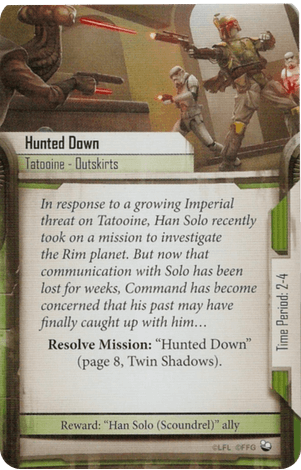 Hunted Down
Tatooine - Outskirts
In response to a growing Imperial
threat on Tatooine, Han Solo recently
took on a mission to investigate
the Rim planet. But now that
communication with Solo has been
lost for weeks, Command has become
concerned that his past may have
finally caught up with him…
Resolve Mission: “Hunted Down”
(page 8, Twin Shadows).
Time Period: 2-4
Reward: “Han Solo (Scoundrel)” ally
©LFL ©FFG